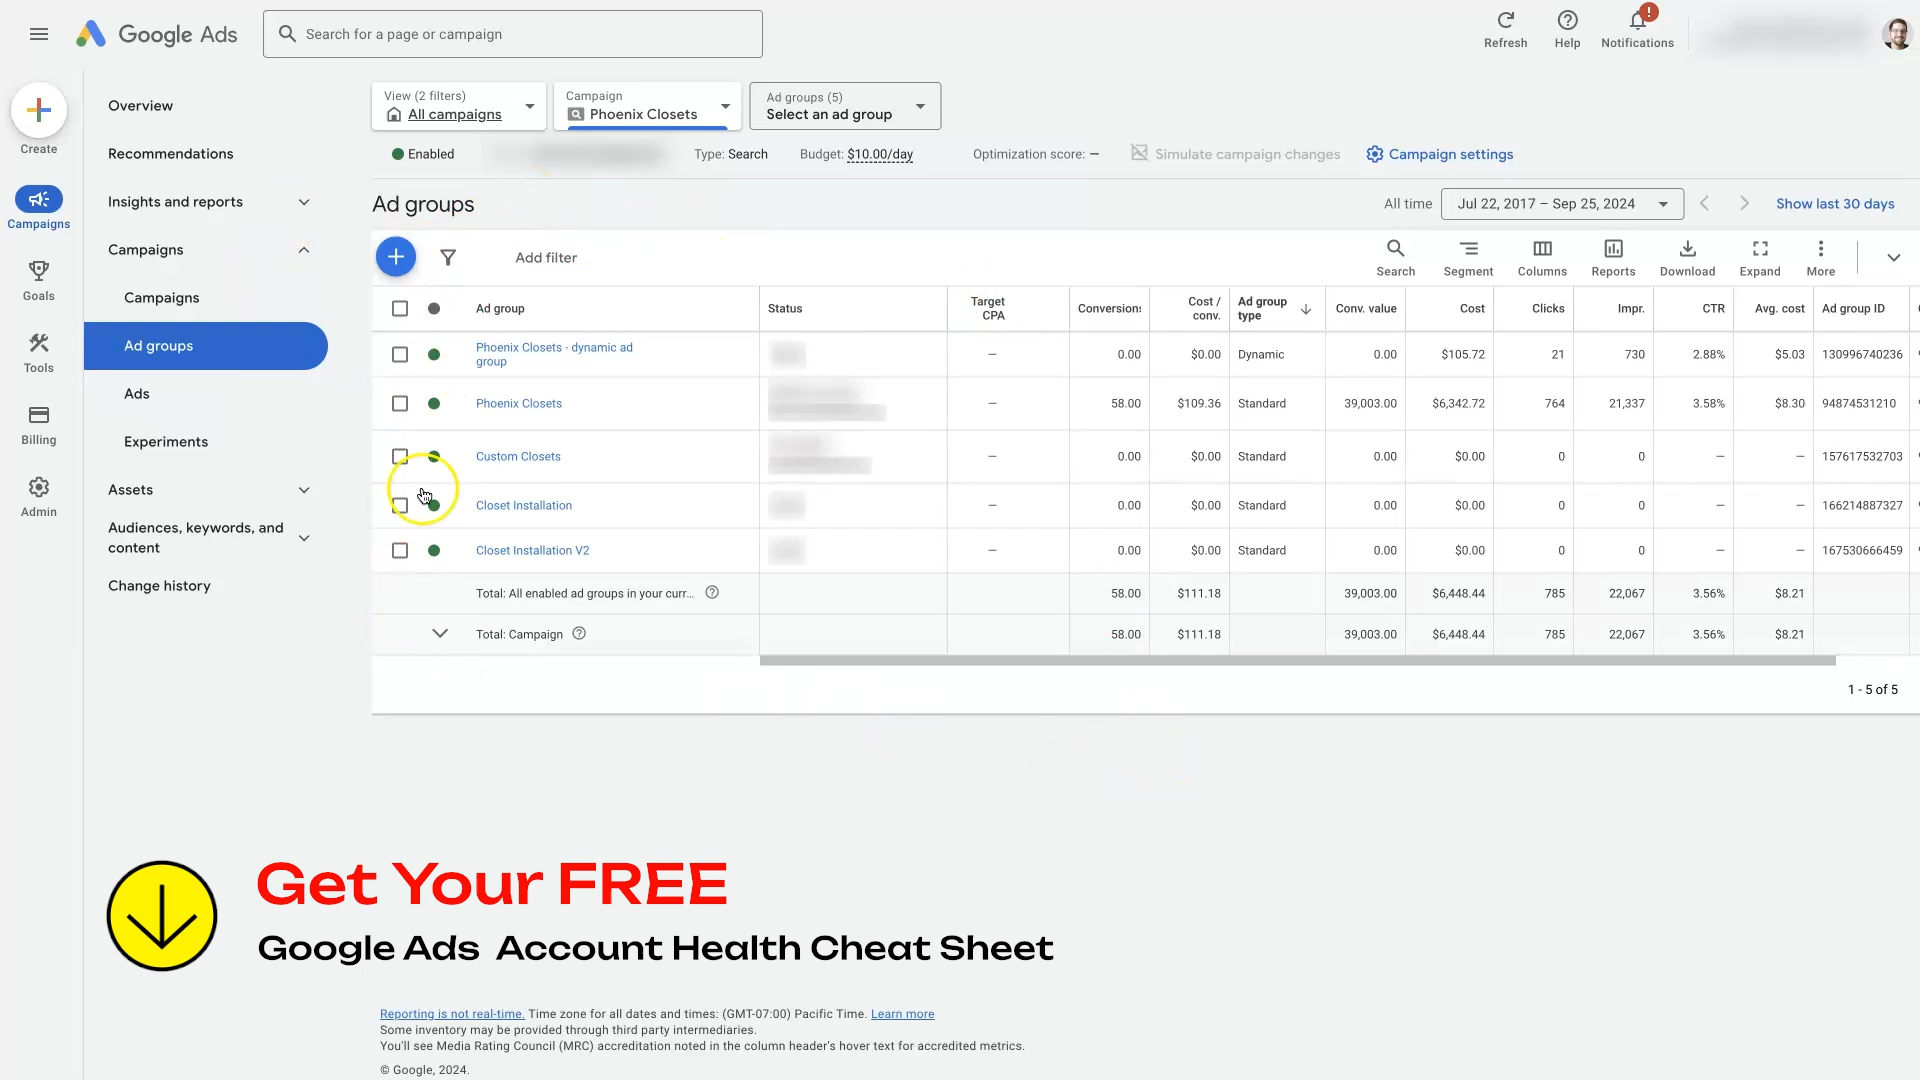 Google Ads
Search for a page or campaign
Refresh
Help
Notifications
!
Create
Campaigns
Goals
Tools
Billing
Admin
Overview
Recommendations
Insights and reports
Campaigns
Campaigns
Ad groups
Ads
Experiments
Assets
Audiences, keywords, and
content
Change history
View (2 filters)
All campaigns
Campaign
Phoenix Closets
Ad groups (5)
Select an ad group
Enabled
Type: Search
Budget: $10.00/day
Optimization score: –
Simulate campaign changes
Campaign settings
Ad groups
All time
Jul 22, 2017 – Sep 25, 2024
Show last 30 days
Add filter
Search
Segment
Columns
Reports
Download
Expand
More
Ad group Status Target CPA Conversions Cost / conv. Ad group type Conv. value Cost Clicks Impr. CTR Avg. cost Ad group ID
Phoenix Closets - dynamic ad group – 0.00 $0.00 Dynamic 0.00 $105.72 21 730 2.88% $5.03 130996740236
Phoenix Closets – 58.00 $109.36 Standard 39,003.00 $6,342.72 764 21,337 3.58% $8.30 94874531210
Custom Closets – 0.00 $0.00 Standard 0.00 $0.00 0 0 – – 157617532703
Closet Installation – 0.00 $0.00 Standard 0.00 $0.00 0 0 – – 166214887327
Closet Installation V2 – 0.00 $0.00 Standard 0.00 $0.00 0 0 – – 167530666459
Total: All enabled ad groups in your curr... 58.00 $111.18 39,003.00 $6,448.44 785 22,067 3.56% $8.21
Total: Campaign 58.00 $111.18 39,003.00 $6,448.44 785 22,067 3.56% $8.21
1 - 5 of 5
Get Your FREE
Google Ads Account Health Cheat Sheet
Reporting is not real-time. Time zone for all dates and times: (GMT-07:00) Pacific Time. Learn more
Some inventory may be provided through third party intermediaries.
You'll see Media Rating Council (MRC) accreditation noted in the column header's hover text for accredited metrics.
© Google, 2024.